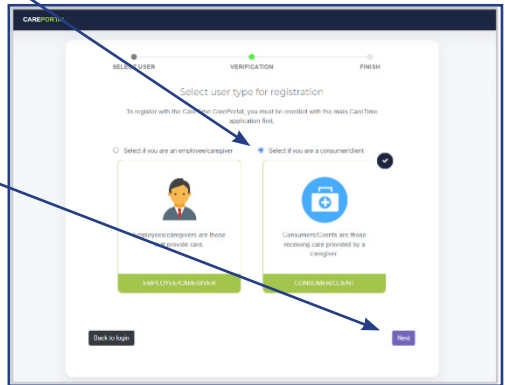 CAREPORTAL
SELECT USER VERIFICATION FINISH
Select user type for registration
To register with the CareTime CarePortal, you must be enrolled with the main CareTime
application first.
Select if you are an employee/caregiver Select if you are a consumer/client
Employees/caregivers are those
that provide care.
Consumers/Clients are those
recieving care provided by a
caregiver
EMPLOYEE/CAREGIVER CONSUMER/CLIENT
Back to login Next